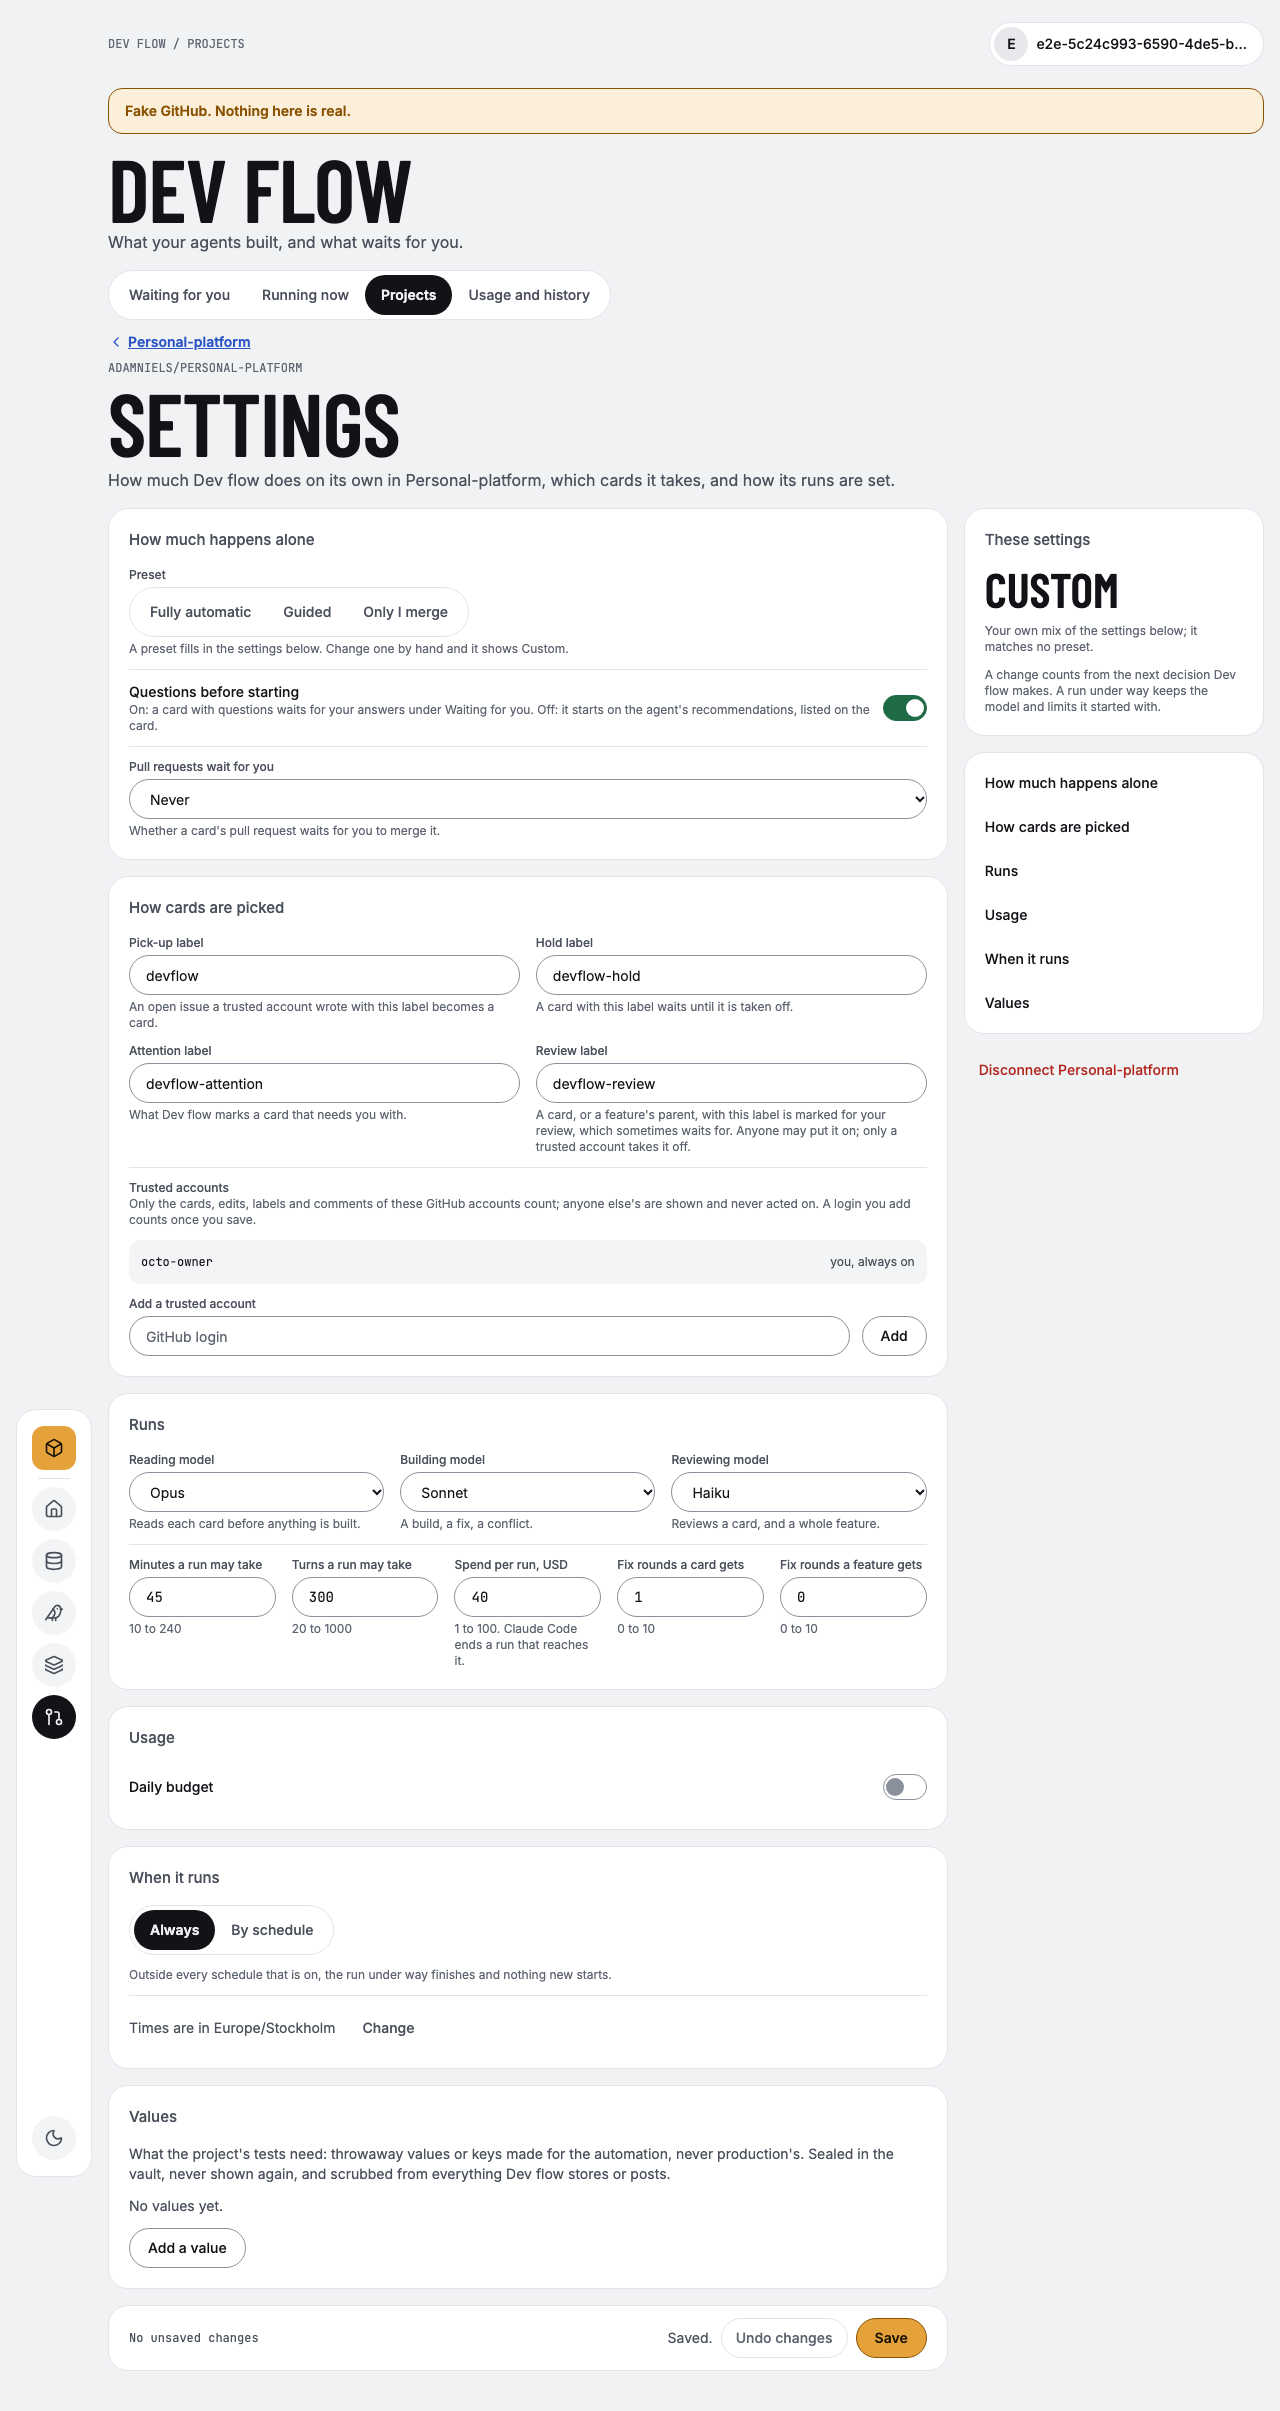 DEV FLOW / PROJECTS
E
e2e-5c24c993-6590-4de5-b...
Fake GitHub. Nothing here is real.
DEV FLOW
What your agents built, and what waits for you.
Waiting for you
Running now
Projects
Usage and history
Personal-platform
ADAMNIELS/PERSONAL-PLATFORM
SETTINGS
How much Dev flow does on its own in Personal-platform, which cards it takes, and how its runs are set.
How much happens alone
Preset
Fully automatic
Guided
Only I merge
A preset fills in the settings below. Change one by hand and it shows Custom.
Questions before starting
On: a card with questions waits for your answers under Waiting for you. Off: it starts on the agent's recommendations, listed on the
card.
Pull requests wait for you
Never
Whether a card's pull request waits for you to merge it.
How cards are picked
Pick-up label
devflow
An open issue a trusted account wrote with this label becomes a
card.
Hold label
devflow-hold
A card with this label waits until it is taken off.
Attention label
devflow-attention
What Dev flow marks a card that needs you with.
Review label
devflow-review
A card, or a feature's parent, with this label is marked for your
review, which sometimes waits for. Anyone may put it on; only a
trusted account takes it off.
Trusted accounts
Only the cards, edits, labels and comments of these GitHub accounts count; anyone else's are shown and never acted on. A login you add
counts once you save.
octo-owner
you, always on
Add a trusted account
GitHub login
Add
Runs
Reading model
Opus
Reads each card before anything is built.
Building model
Sonnet
A build, a fix, a conflict.
Reviewing model
Haiku
Reviews a card, and a whole feature.
Minutes a run may take
45
10 to 240
Turns a run may take
300
20 to 1000
Spend per run, USD
40
1 to 100. Claude Code
ends a run that reaches
it.
Fix rounds a card gets
1
0 to 10
Fix rounds a feature gets
0
0 to 10
Usage
Daily budget
When it runs
Always
By schedule
Outside every schedule that is on, the run under way finishes and nothing new starts.
Times are in Europe/Stockholm
Change
Values
What the project's tests need: throwaway values or keys made for the automation, never production's. Sealed in the
vault, never shown again, and scrubbed from everything Dev flow stores or posts.
No values yet.
Add a value
No unsaved changes
Saved.
Undo changes
Save
These settings
CUSTOM
Your own mix of the settings below; it
matches no preset.
A change counts from the next decision Dev
flow makes. A run under way keeps the
model and limits it started with.
How much happens alone
How cards are picked
Runs
Usage
When it runs
Values
Disconnect Personal-platform